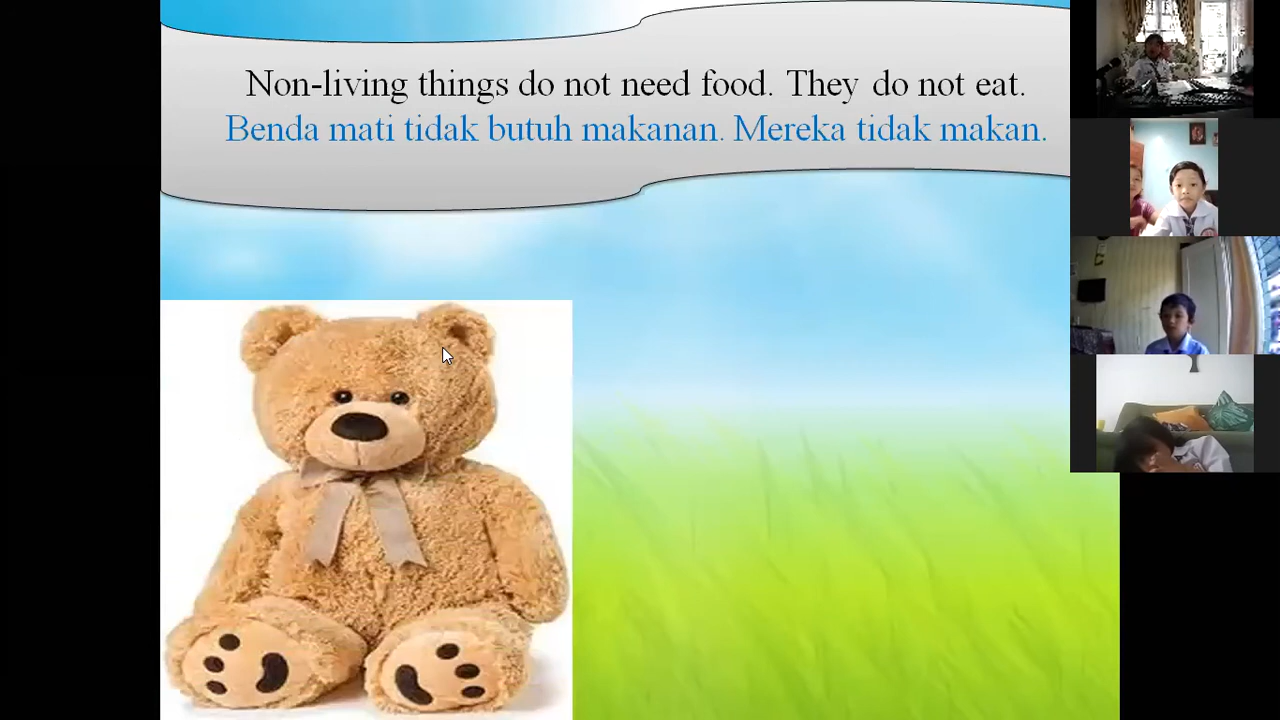 Non-living things do not need food. They do not eat.
Benda mati tidak butuh makanan. Mereka tidak makan.